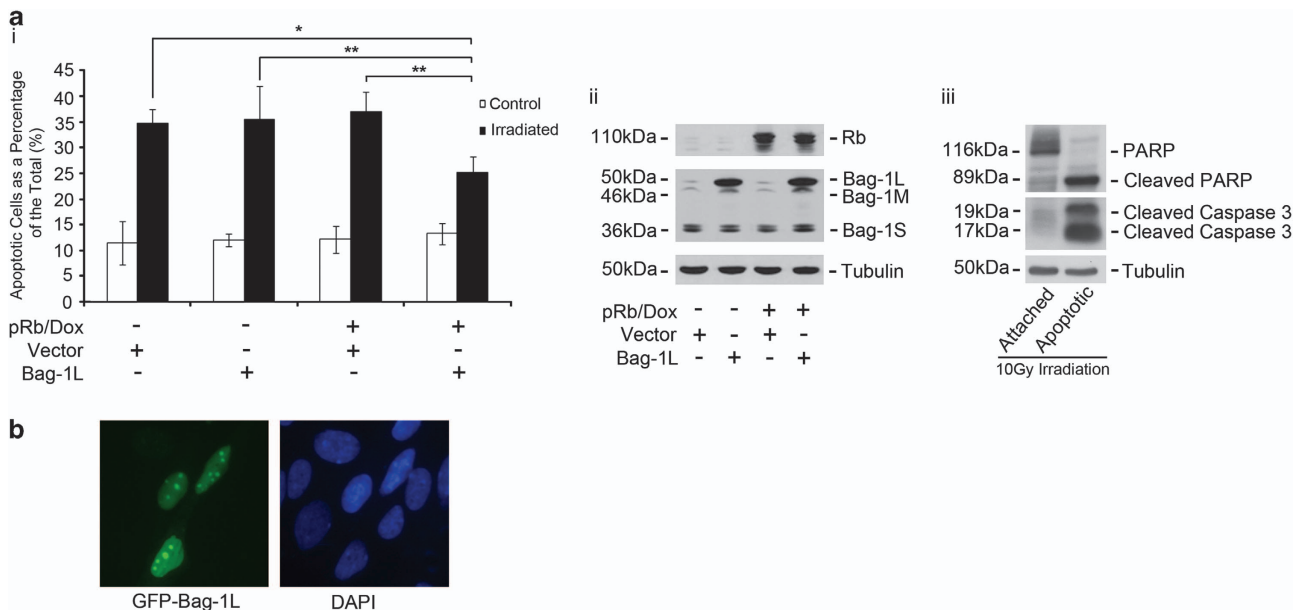 a
i
*
**
**
Apoptotic Cells as a Percentage
of the Total (%)
45
40
35
30
25
20
15
10
5
0
Control
Irradiated
pRb/Dox - - + +
Vector + - + -
Bag-1L - + - +
ii
110kDa - - Rb
50kDa - - Bag-1L
46kDa - - Bag-1M
36kDa - - Bag-1S
50kDa - - Tubulin
pRb/Dox - - + +
Vector + - + -
Bag-1L - + - +
iii
116kDa - - PARP
89kDa - - Cleaved PARP
19kDa - - Cleaved Caspase 3
17kDa - - Cleaved Caspase 3
50kDa - - Tubulin
Attached
Apoptotic
10Gy Irradiation
b
GFP-Bag-1L
DAPI